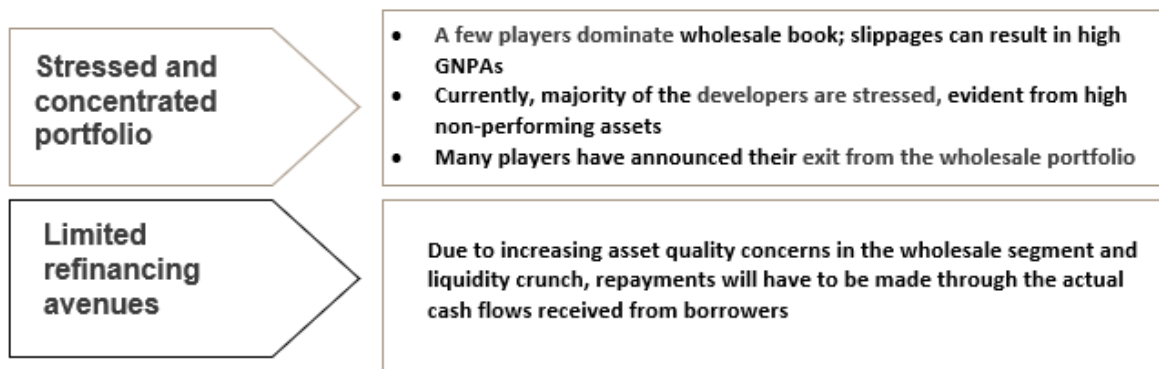 Stressed and
concentrated
portfolio
• A few players dominate wholesale book; slippages can result in high
GNPAs
• Currently, majority of the developers are stressed, evident from high
non-performing assets
• Many players have announced their exit from the wholesale portfolio
Limited
refinancing
avenues
Due to increasing asset quality concerns in the wholesale segment and
liquidity crunch, repayments will have to be made through the actual
cash flows received from borrowers